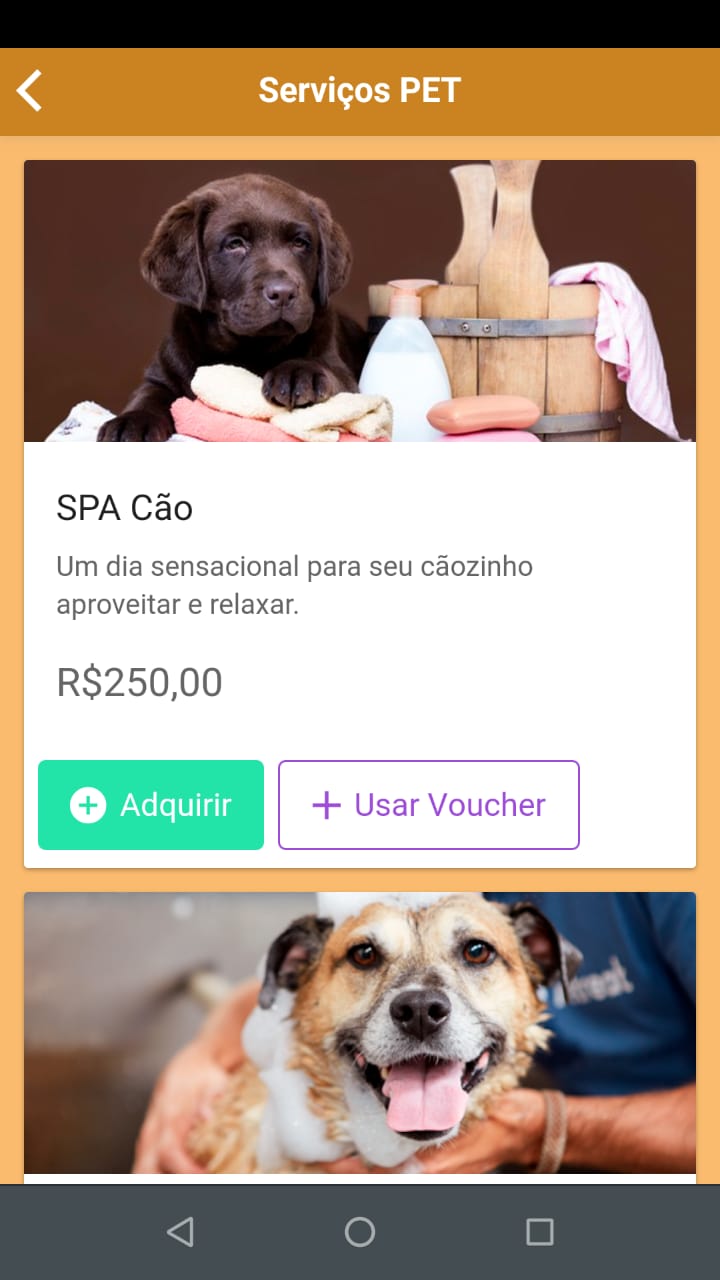 Serviços PET
SPA Cão
Um dia sensacional para seu cãozinho
aproveitar e relaxar.
R$250,00
Adquirir
Usar Voucher